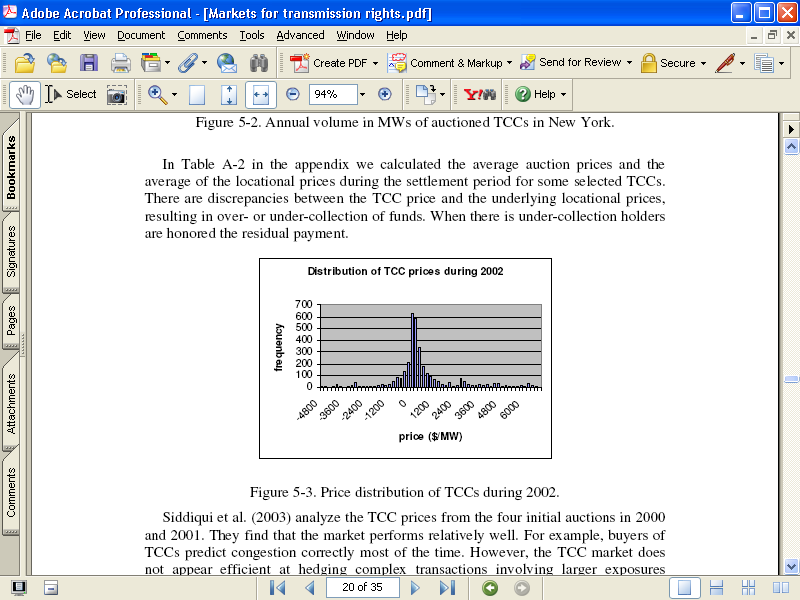 Adobe Acrobat Professional - [Markets for transmission rights.pdf]
File Edit View Document Comments Tools Advanced Window Help
Create PDF Comment & Markup Send for Review Secure
Select 94% Y! Help
Bookmarks
Signatures
Pages
Attachments
Comments
Figure 5-2. Annual volume in MWs of auctioned TCCs in New York.
In Table A-2 in the appendix we calculated the average auction prices and the
average of the locational prices during the settlement period for some selected TCCs.
There are discrepancies between the TCC price and the underlying locational prices,
resulting in over- or under-collection of funds. When there is under-collection holders
are honored the residual payment.
Distribution of TCC prices during 2002
frequency
700
600
500
400
300
200
100
0
-4800 -3600 -2400 -1200 0 1200 2400 3600 4800 6000
price ($/MW)
Figure 5-3. Price distribution of TCCs during 2002.
Siddiqui et al. (2003) analyze the TCC prices from the four initial auctions in 2000
and 2001. They find that the market performs relatively well. For example, buyers of
TCCs predict congestion correctly most of the time. However, the TCC market does
not appear efficient at hedging complex transactions involving larger exposures
20 of 35